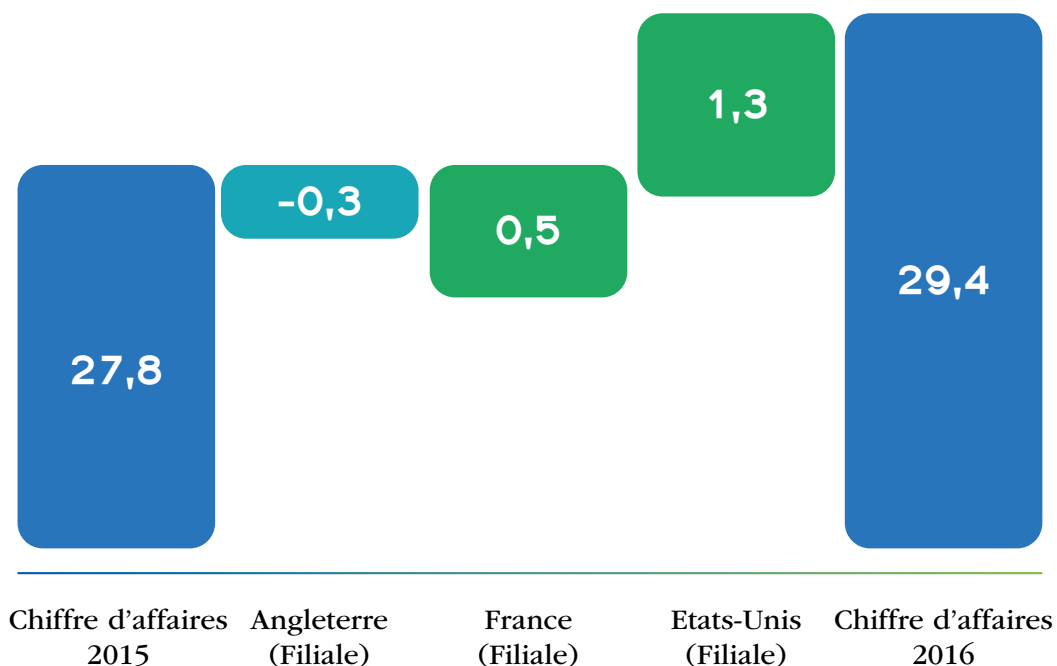 1,3
-0,3
0,5
29,4
27,8
Chiffre d’affaires
2015
Angleterre
(Filiale)
France
(Filiale)
Etats-Unis
(Filiale)
Chiffre d’affaires
2016